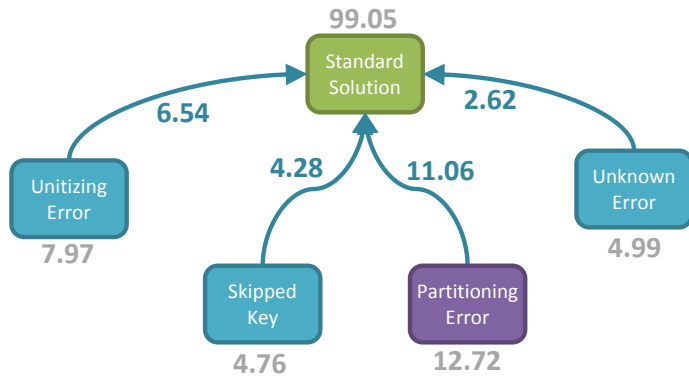 99.05
Standard
Solution
6.54
2.62
4.28
11.06
Unitizing
Error
7.97
Unknown
Error
4.99
Skipped
Key
4.76
Partitioning
Error
12.72